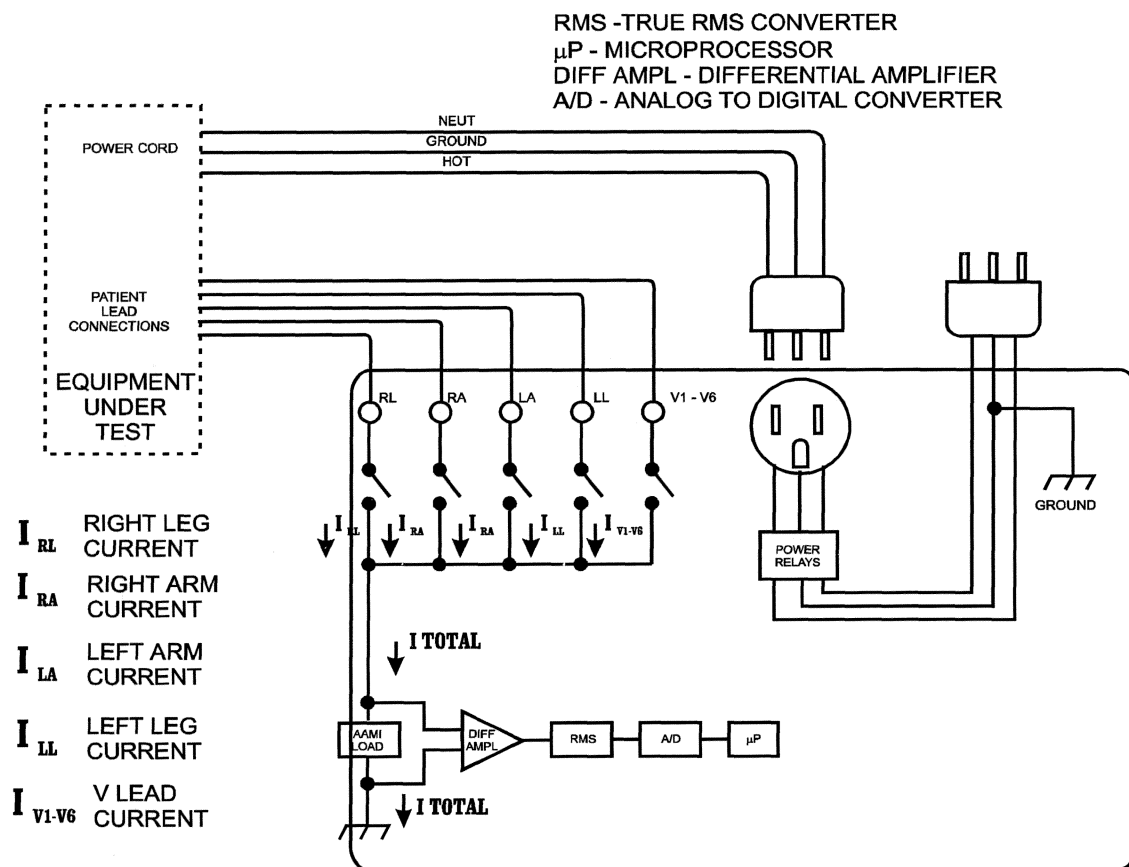 RMS -TRUE RMS CONVERTER
µP - MICROPROCESSOR
DIFF AMPL - DIFFERENTIAL AMPLIFIER
A/D - ANALOG TO DIGITAL CONVERTER
NEUT
POWER CORD
GROUND
HOT
PATIENT
LEAD
CONNECTIONS
EQUIPMENT
UNDER
TEST
RL
RA
LA
LL
V1 - V6
GROUND
I LL
I RA
I RA
I LL
I V1-V6
POWER
RELAYS
I RL RIGHT LEG
CURRENT
I RA RIGHT ARM
CURRENT
I LA LEFT ARM
CURRENT
I LL LEFT LEG
CURRENT
I V1-V6 V LEAD
CURRENT
I TOTAL
AAMI
LOAD
DIFF
AMPL
RMS
A/D
µP
I TOTAL